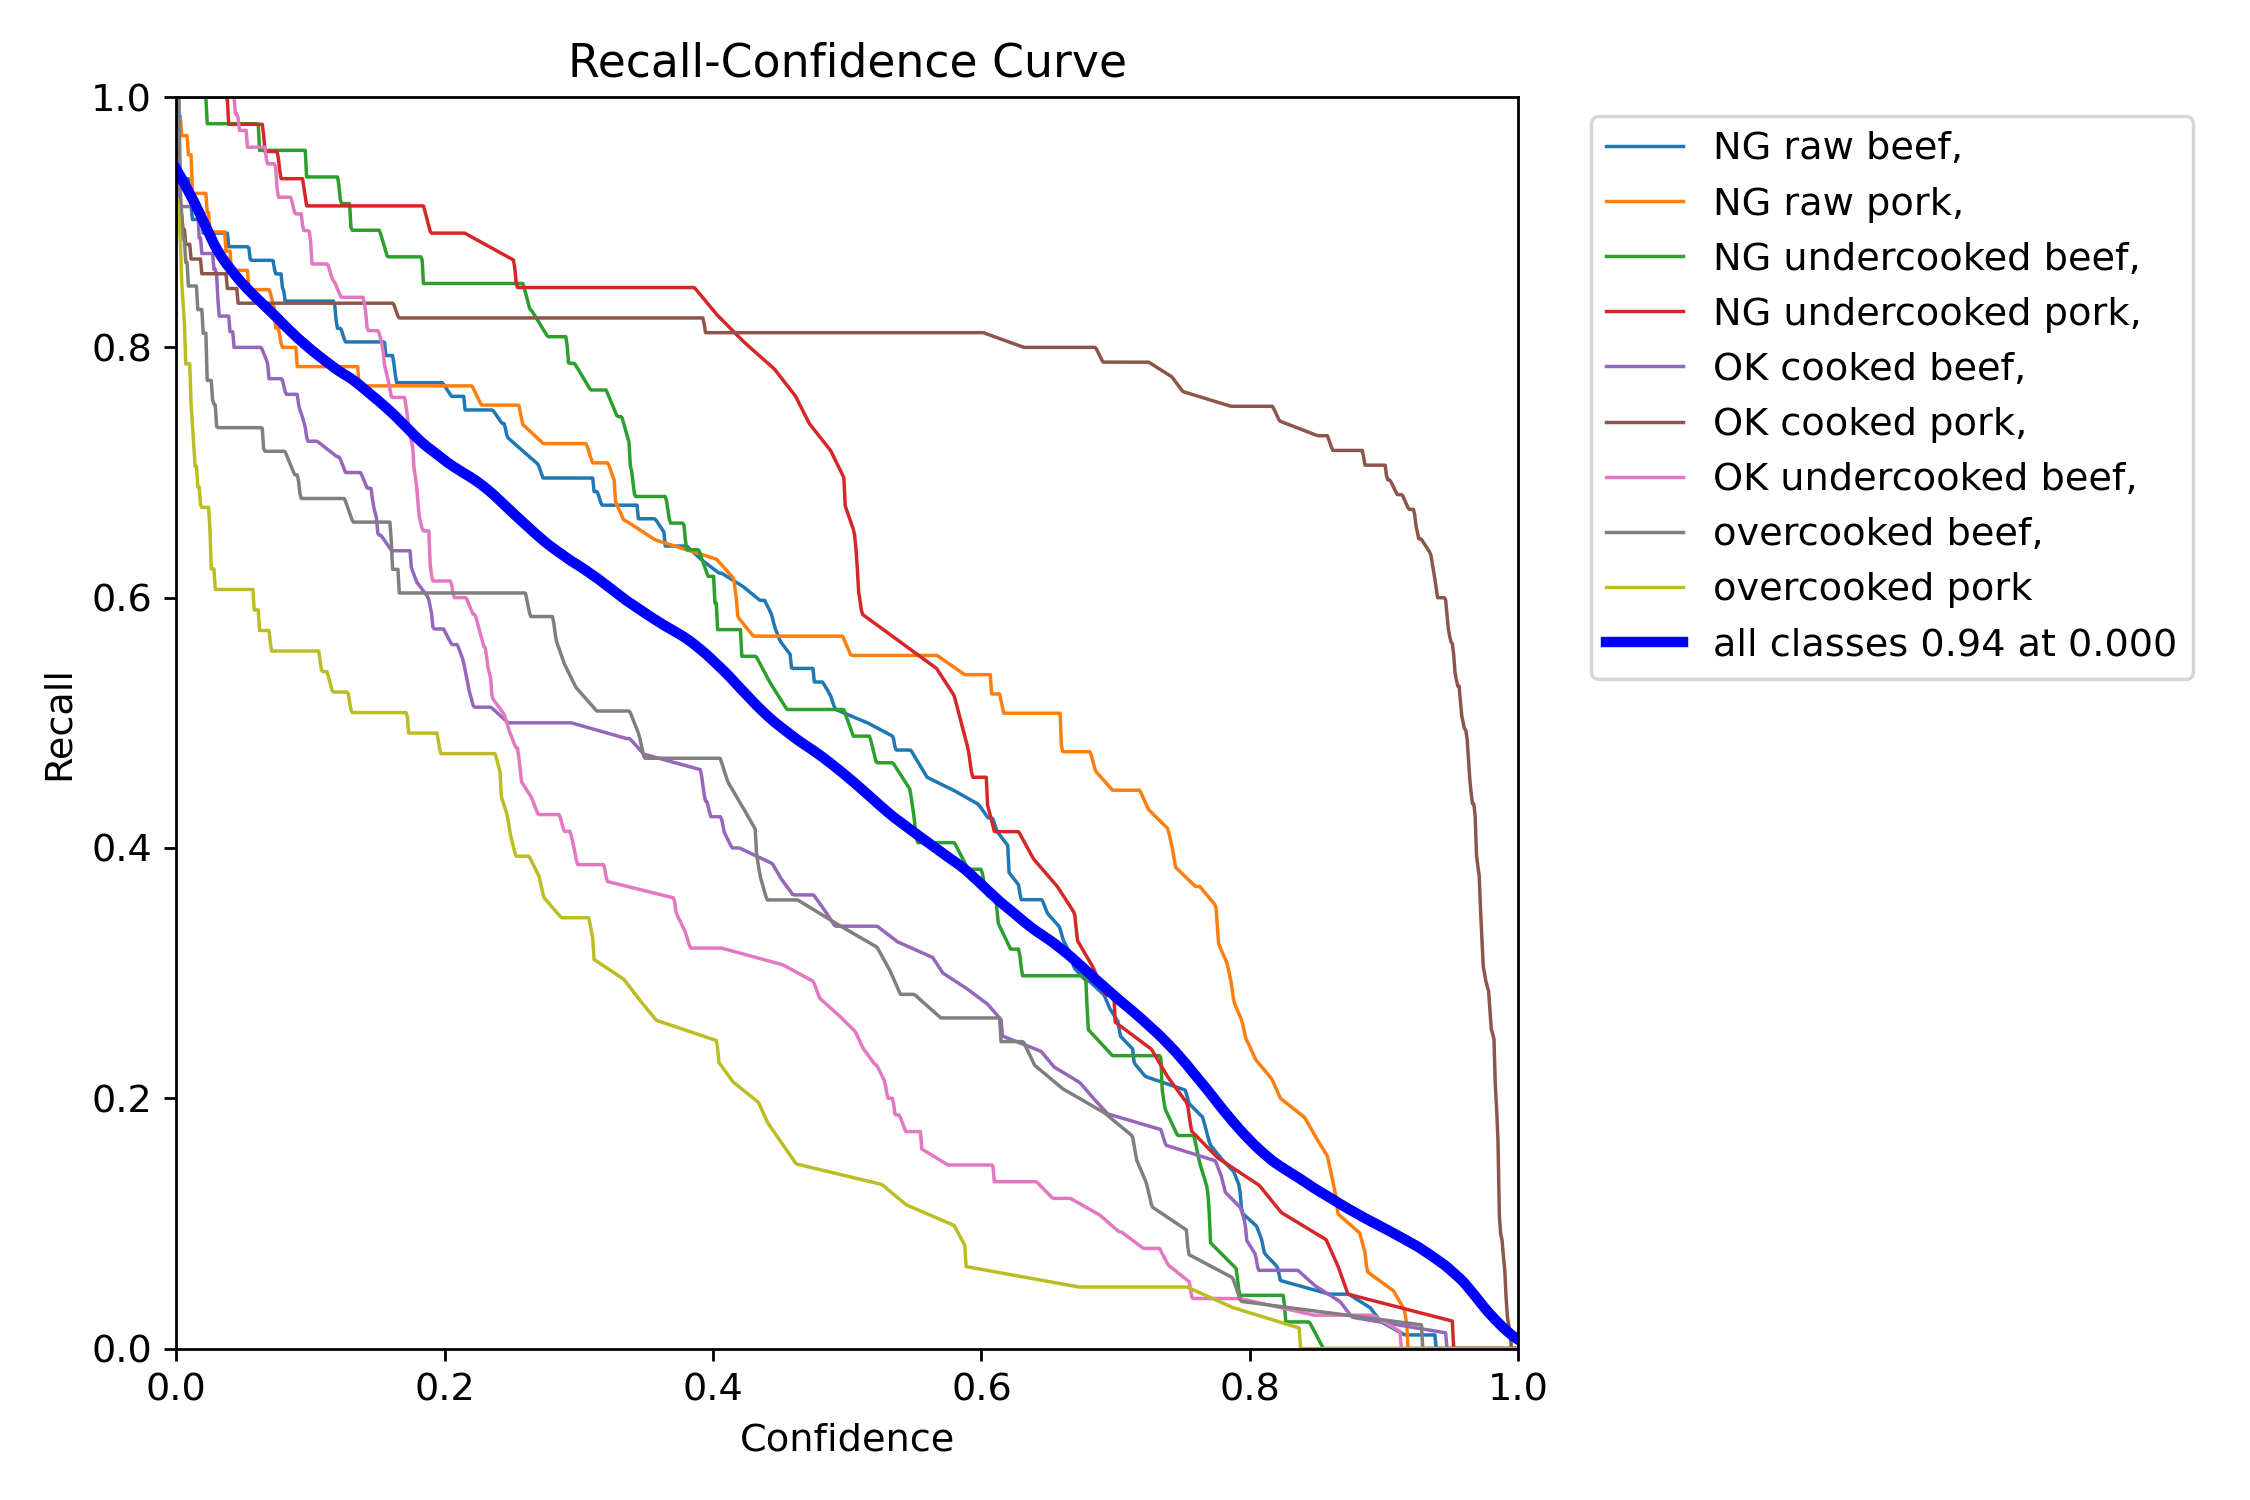 Recall-Confidence Curve
1.0
0.8
0.6
0.4
0.2
0.0
Recall
0.0 0.2 0.4 0.6 0.8 1.0
Confidence
NG raw beef,
NG raw pork,
NG undercooked beef,
NG undercooked pork,
OK cooked beef,
OK cooked pork,
OK undercooked beef,
overcooked beef,
overcooked pork
all classes 0.94 at 0.000